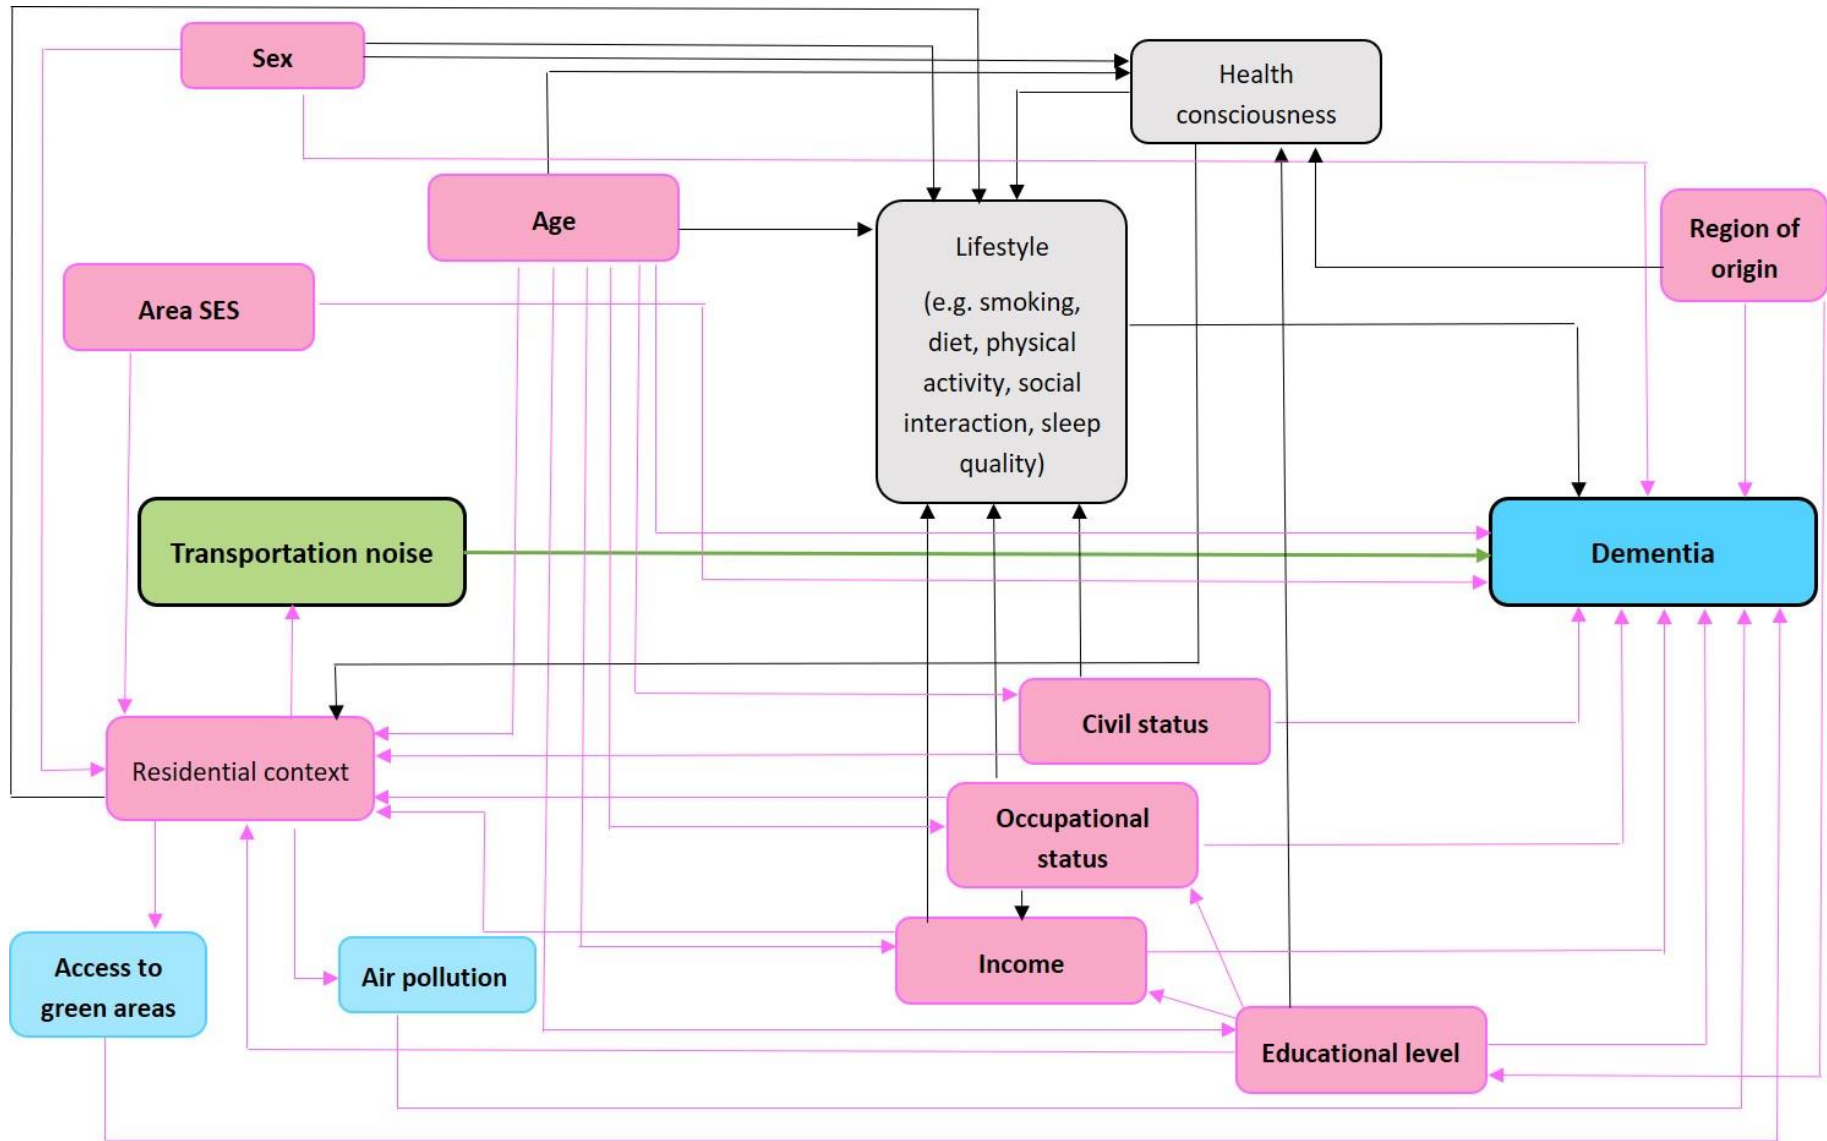 Sex
Health
consciousness
Age
Region of
origin
Lifestyle
(e.g. smoking,
diet, physical
activity, social
interaction, sleep
quality)
Area SES
Transportation noise
Dementia
Civil status
Residential context
Occupational
status
Access to
green areas
Air pollution
Income
Educational level